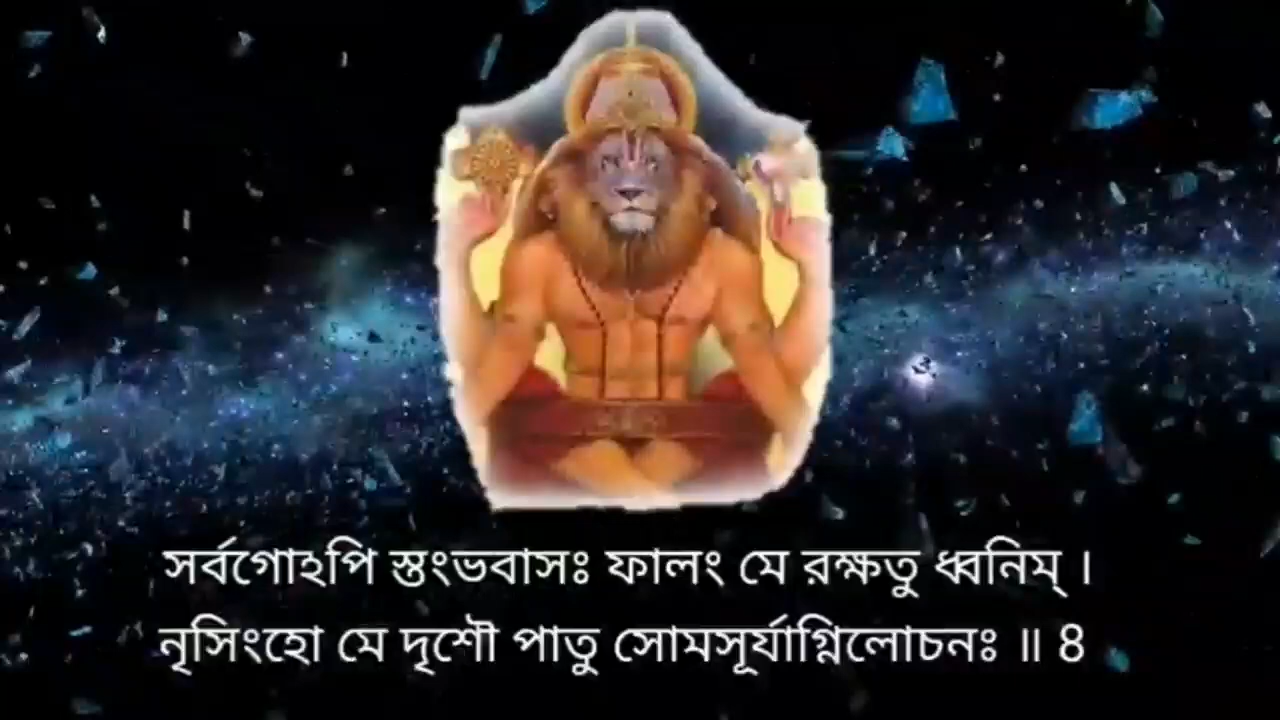 সর্বগোঽপি স্তংভবাসঃ ফালং মে রক্ষতু ধ্বনিম্ ।
নৃসিংহো মে দৃশৌ পাতু সোমসূর্যাগ্নিলোচনঃ ॥ ৪